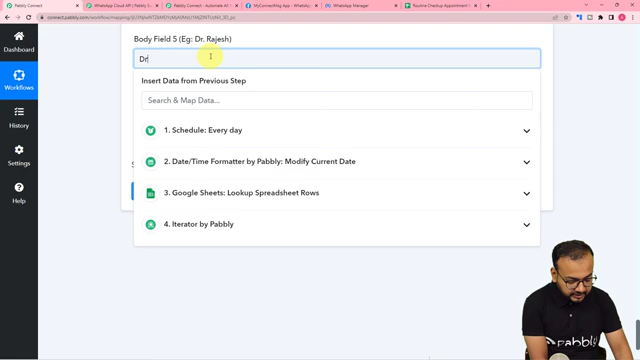 Pabbly Connect
WhatsApp Cloud API | Pabbly Co
Pabbly Connect - Automate All
MyConnectMsg App - WhatsApp
WhatsApp Manager
Routine Checkup Appointment
Dashboard
Workflows
History
Settings
Help
Body Field 5 (Eg: Dr. Rajesh)
Dr
Insert Data from Previous Step
Search & Map Data...
1. Schedule: Every day
2. Date/Time Formatter by Pabbly: Modify Current Date
3. Google Sheets: Lookup Spreadsheet Rows
4. Iterator by Pabbly
pabbly